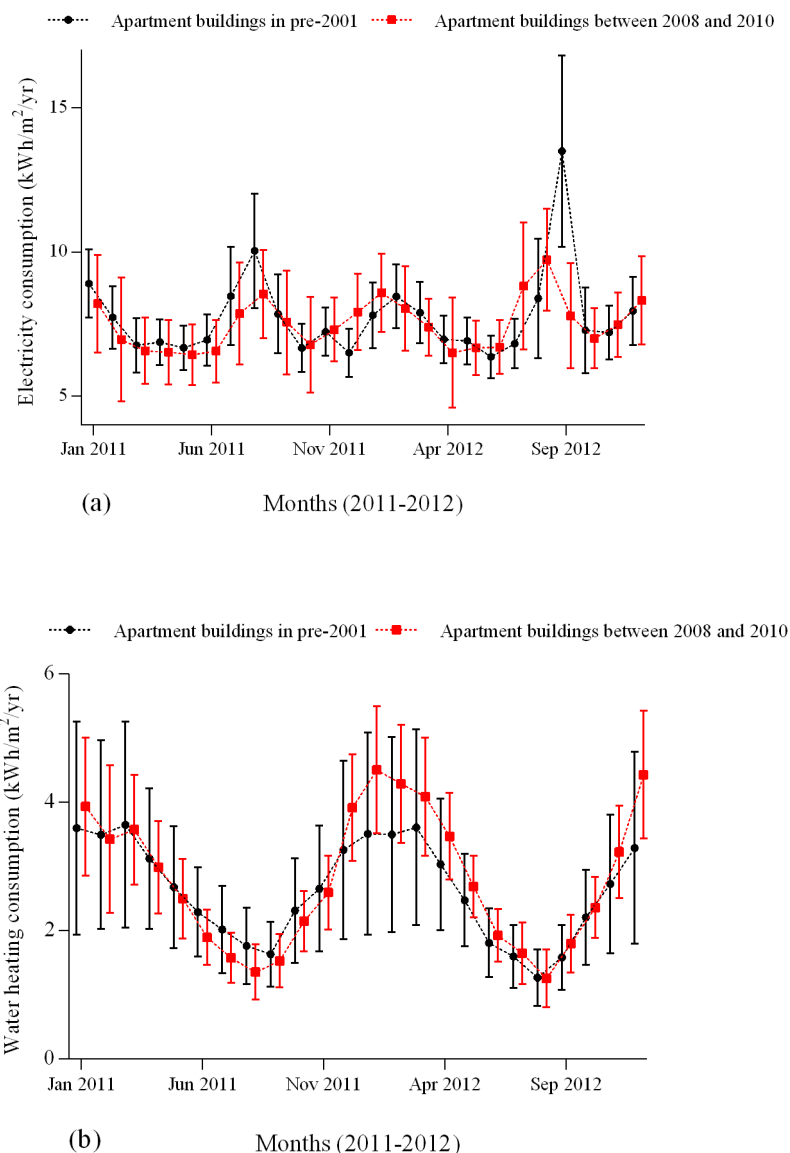 Apartment buildings in pre-2001 Apartment buildings between 2008 and 2010
Electricity consumption (kWh/m²/yr)
15
10
5
Jan 2011 Jun 2011 Nov 2011 Apr 2012 Sep 2012
(a) Months (2011-2012)
Apartment buildings in pre-2001 Apartment buildings between 2008 and 2010
Water heating consumption (kWh/m²/yr)
6
4
2
0
Jan 2011 Jun 2011 Nov 2011 Apr 2012 Sep 2012
(b) Months (2011-2012)